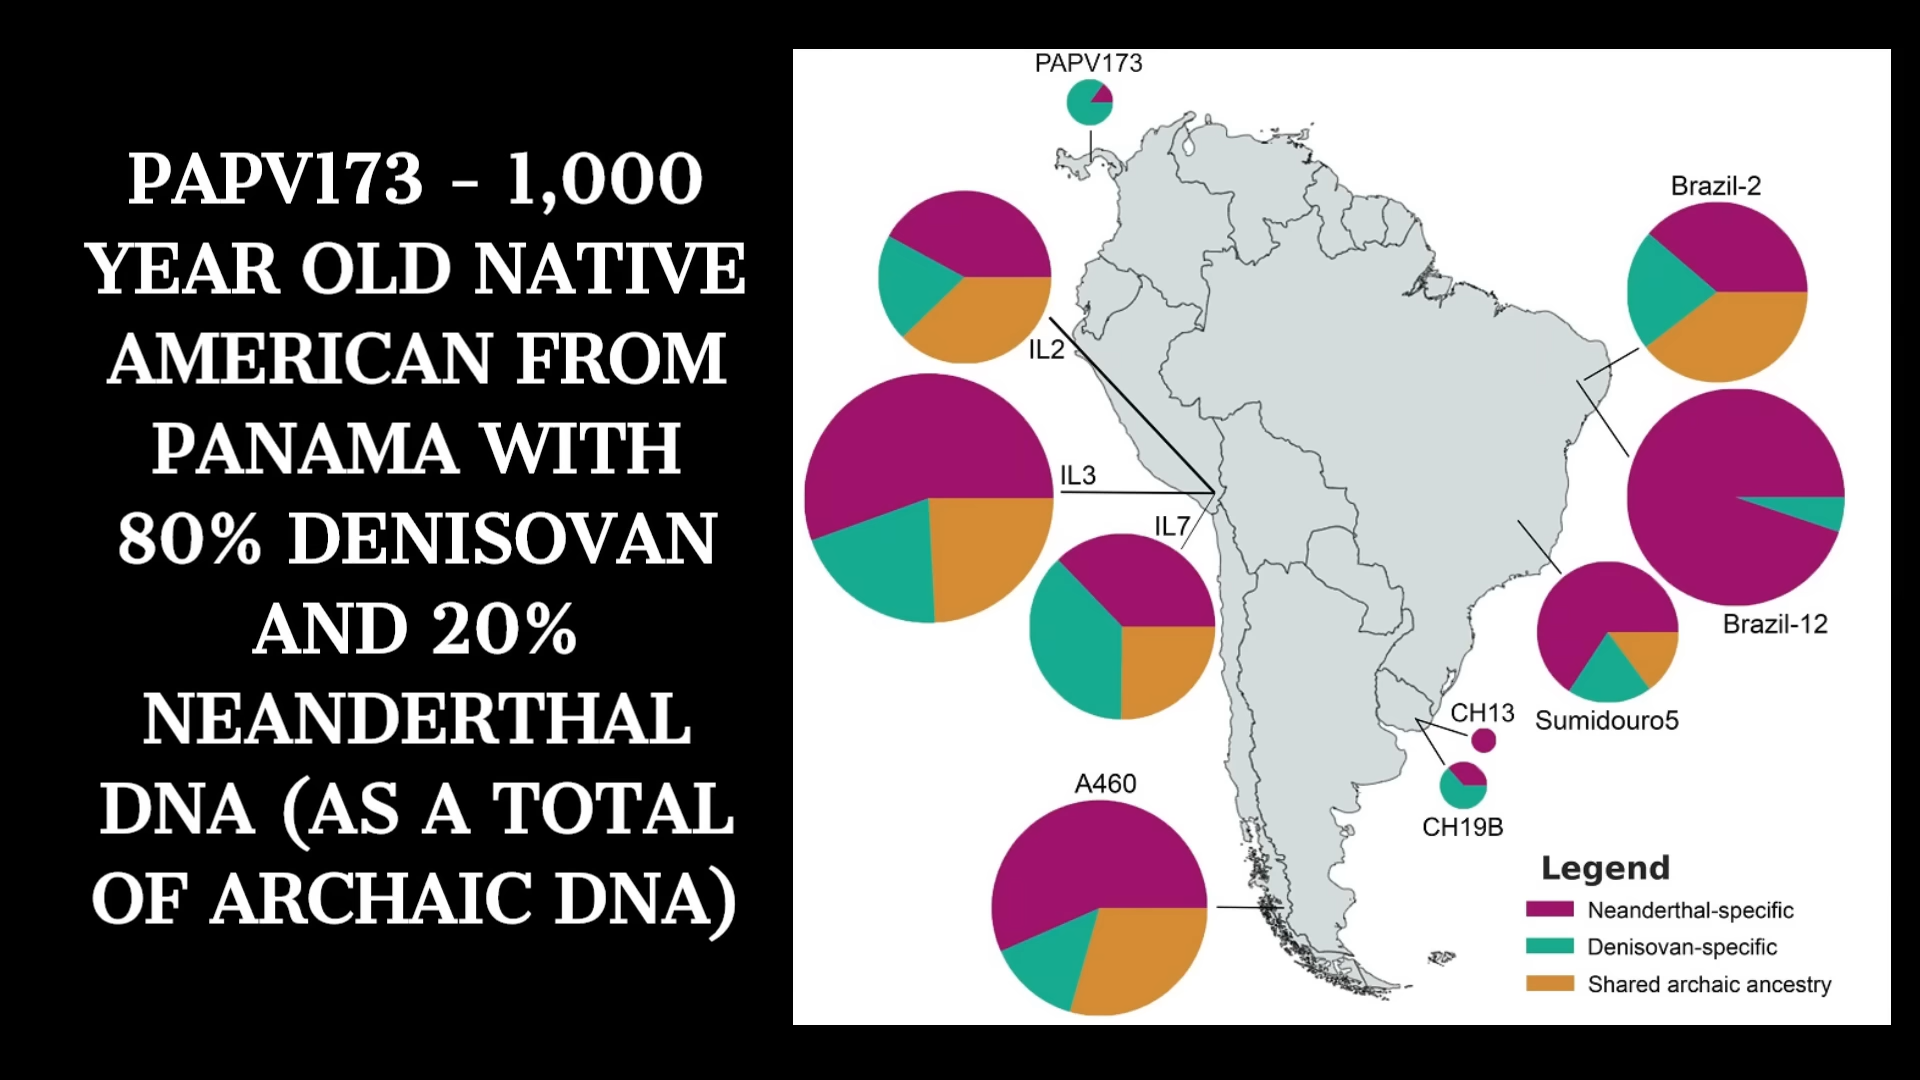 PAPV173 - 1,000
YEAR OLD NATIVE
AMERICAN FROM
PANAMA WITH
80% DENISOVAN
AND 20%
NEANDERTHAL
DNA (AS A TOTAL
OF ARCHAIC DNA)
PAPV173
Brazil-2
IL2
IL3
IL7
Brazil-12
CH13
Sumidouro5
A460
CH19B
Legend
Neanderthal-specific
Denisovan-specific
Shared archaic ancestry